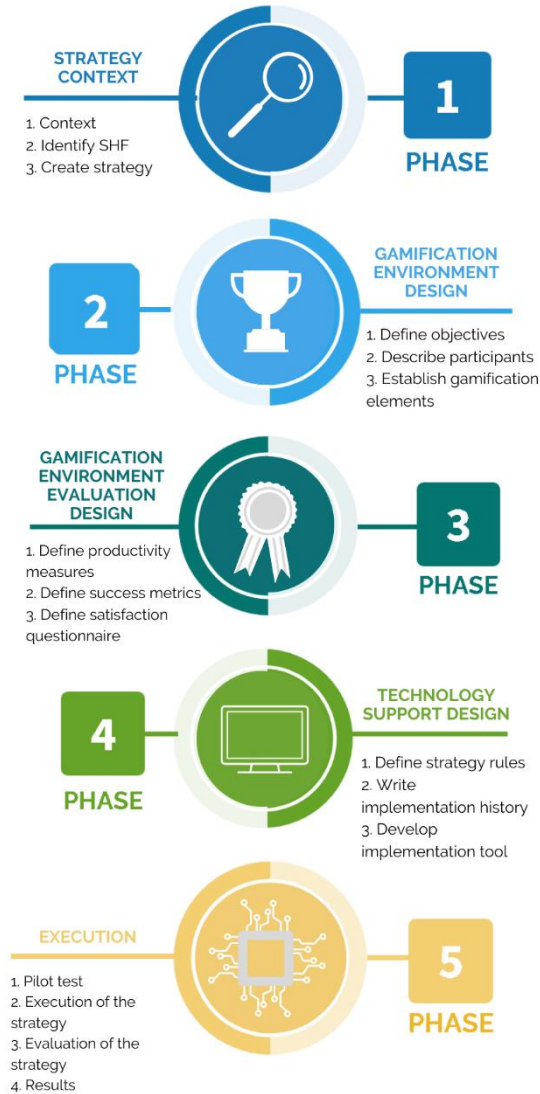 STRATEGY
CONTEXT
1. Context
2. Identify SHF
3. Create strategy
1
PHASE
2
PHASE
GAMIFICATION
ENVIRONMENT
DESIGN
1. Define objectives
2. Describe participants
3. Establish gamification
elements
GAMIFICATION
ENVIRONMENT
EVALUATION
DESIGN
1. Define productivity
measures
2. Define success metrics
3. Define satisfaction
questionnaire
3
PHASE
4
PHASE
TECHNOLOGY
SUPPORT DESIGN
1. Define strategy rules
2. Write
implementation history
3. Develop
implementation tool
EXECUTION
1. Pilot test
2. Execution of the
strategy
3. Evaluation of the
strategy
4. Results
5
PHASE